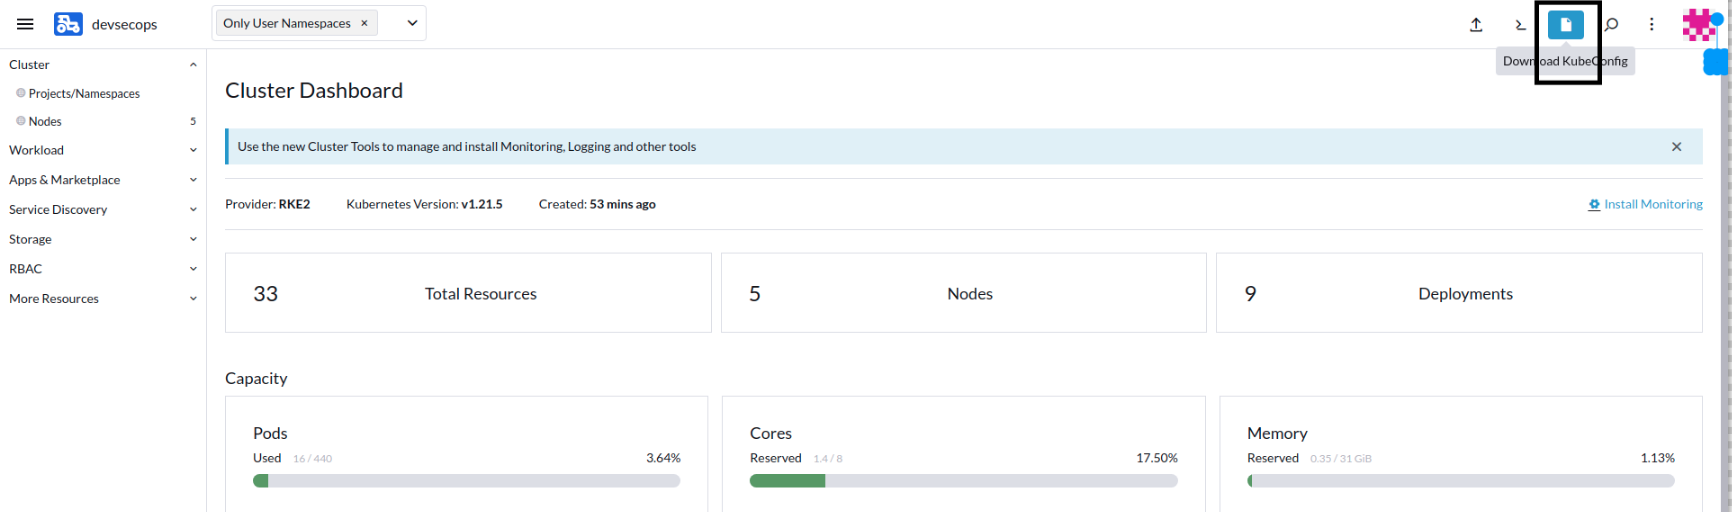 devsecops
Only User Namespaces ×
Download KubeConfig
Cluster
Projects/Namespaces
Nodes 5
Workload
Apps & Marketplace
Service Discovery
Storage
RBAC
More Resources
Cluster Dashboard
Use the new Cluster Tools to manage and install Monitoring, Logging and other tools
Provider: RKE2 Kubernetes Version: v1.21.5 Created: 53 mins ago Install Monitoring
33 Total Resources
5 Nodes
9 Deployments
Capacity
Pods
Used 16 / 440 3.64%
Cores
Reserved 1.4 / 8 17.50%
Memory
Reserved 0.35 / 31 GiB 1.13%